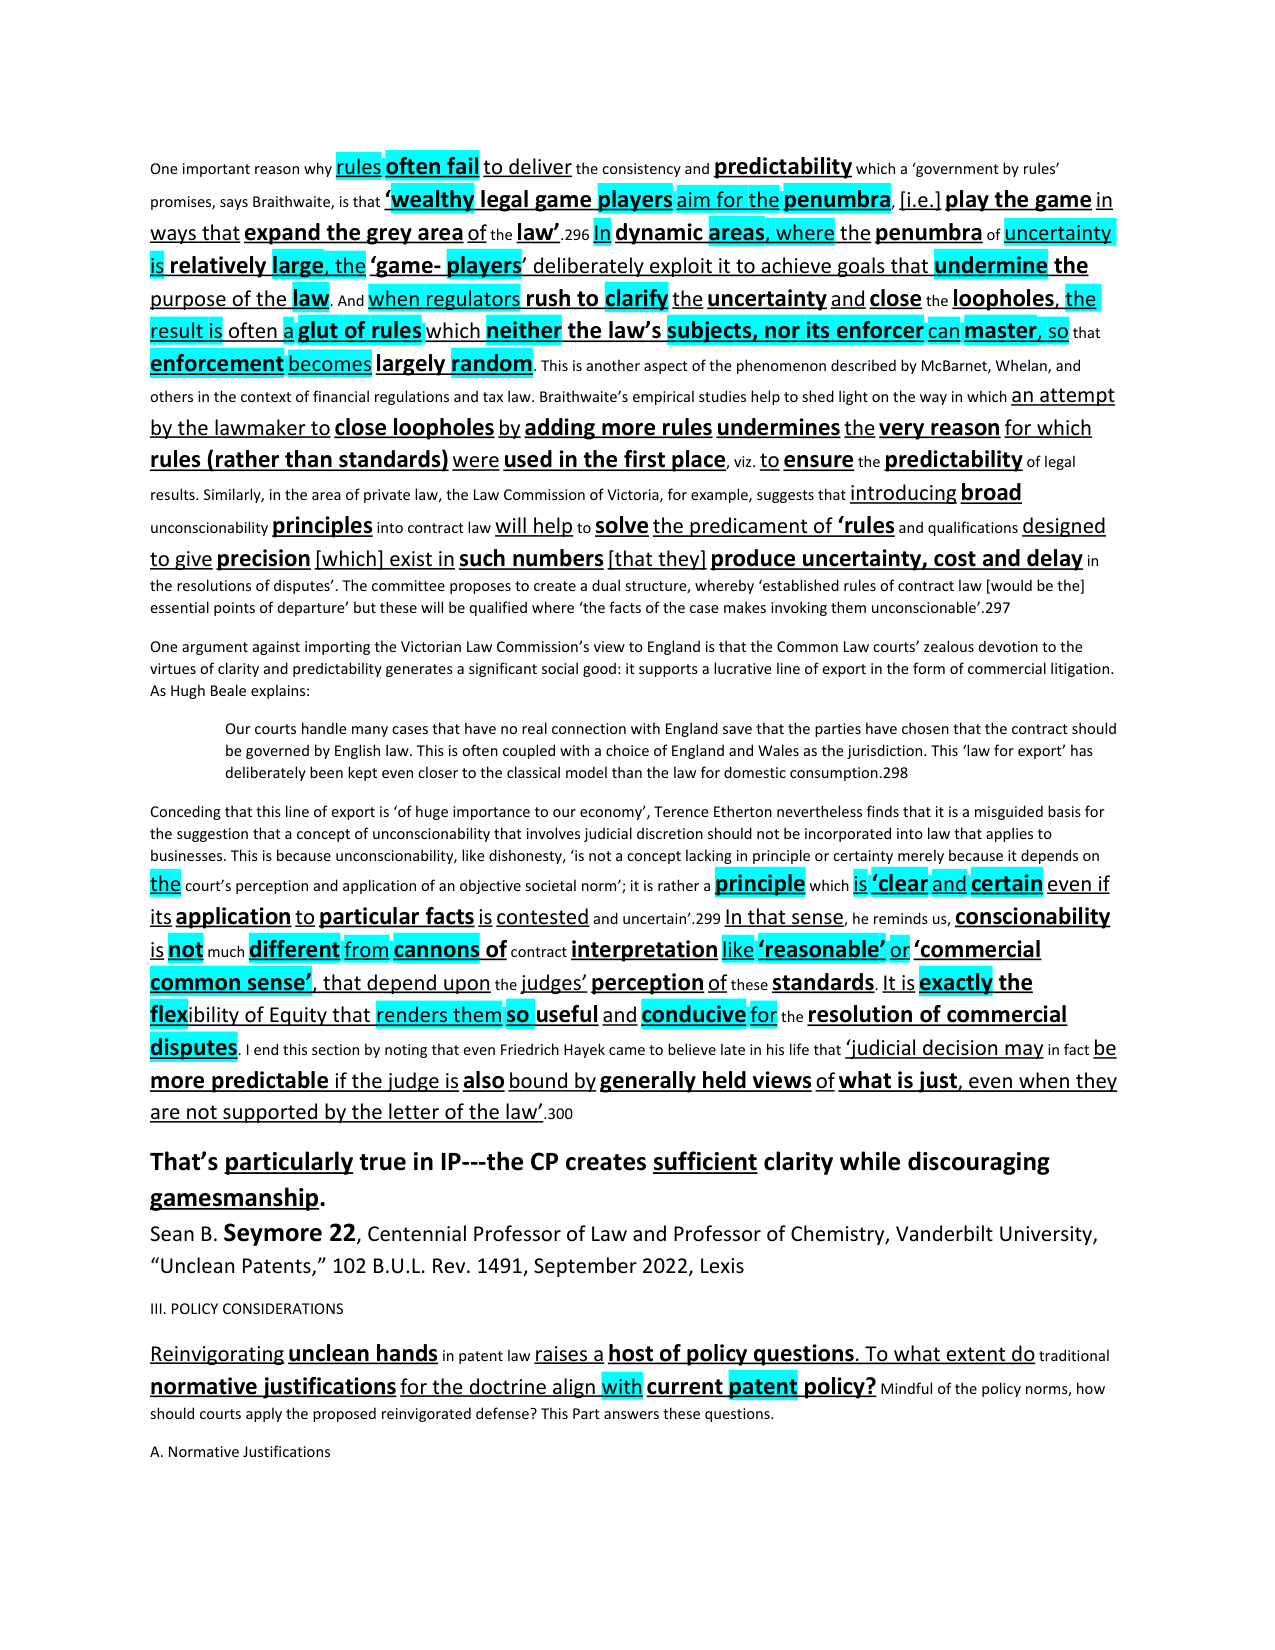 One important reason why rules often fail to deliver the consistency and predictability which a ‘government by rules’
promises, says Braithwaite, is that ‘wealthy legal game players aim for the penumbra, [i.e.] play the game in
ways that expand the grey area of the law’.296 In dynamic areas, where the penumbra of uncertainty
is relatively large, the ‘game- players’ deliberately exploit it to achieve goals that undermine the
purpose of the law. And when regulators rush to clarify the uncertainty and close the loopholes, the
result is often a glut of rules which neither the law’s subjects, nor its enforcer can master, so that
enforcement becomes largely random. This is another aspect of the phenomenon described by McBarnet, Whelan, and
others in the context of financial regulations and tax law. Braithwaite’s empirical studies help to shed light on the way in which an attempt
by the lawmaker to close loopholes by adding more rules undermines the very reason for which
rules (rather than standards) were used in the first place, viz. to ensure the predictability of legal
results. Similarly, in the area of private law, the Law Commission of Victoria, for example, suggests that introducing broad
unconscionability principles into contract law will help to solve the predicament of ‘rules and qualifications designed
to give precision [which] exist in such numbers [that they] produce uncertainty, cost and delay in
the resolutions of disputes’. The committee proposes to create a dual structure, whereby ‘established rules of contract law [would be the]
essential points of departure’ but these will be qualified where ‘the facts of the case makes invoking them unconscionable’.297
One argument against importing the Victorian Law Commission’s view to England is that the Common Law courts’ zealous devotion to the
virtues of clarity and predictability generates a significant social good: it supports a lucrative line of export in the form of commercial litigation.
As Hugh Beale explains:
Our courts handle many cases that have no real connection with England save that the parties have chosen that the contract should
be governed by English law. This is often coupled with a choice of England and Wales as the jurisdiction. This ‘law for export’ has
deliberately been kept even closer to the classical model than the law for domestic consumption.298
Conceding that this line of export is ‘of huge importance to our economy’, Terence Etherton nevertheless finds that it is a misguided basis for
the suggestion that a concept of unconscionability that involves judicial discretion should not be incorporated into law that applies to
businesses. This is because unconscionability, like dishonesty, ‘is not a concept lacking in principle or certainty merely because it depends on
the court’s perception and application of an objective societal norm’; it is rather a principle which is ‘clear and certain even if
its application to particular facts is contested and uncertain’.299 In that sense, he reminds us, conscionability
is not much different from cannons of contract interpretation like ‘reasonable’ or ‘commercial
common sense’, that depend upon the judges’ perception of these standards. It is exactly the
flexibility of Equity that renders them so useful and conducive for the resolution of commercial
disputes. I end this section by noting that even Friedrich Hayek came to believe late in his life that ‘judicial decision may in fact be
more predictable if the judge is also bound by generally held views of what is just, even when they
are not supported by the letter of the law’.300
That’s particularly true in IP---the CP creates sufficient clarity while discouraging
gamesmanship.
Sean B. Seymore 22, Centennial Professor of Law and Professor of Chemistry, Vanderbilt University,
“Unclean Patents,” 102 B.U.L. Rev. 1491, September 2022, Lexis
III. POLICY CONSIDERATIONS
Reinvigorating unclean hands in patent law raises a host of policy questions. To what extent do traditional
normative justifications for the doctrine align with current patent policy? Mindful of the policy norms, how
should courts apply the proposed reinvigorated defense? This Part answers these questions.
A. Normative Justifications